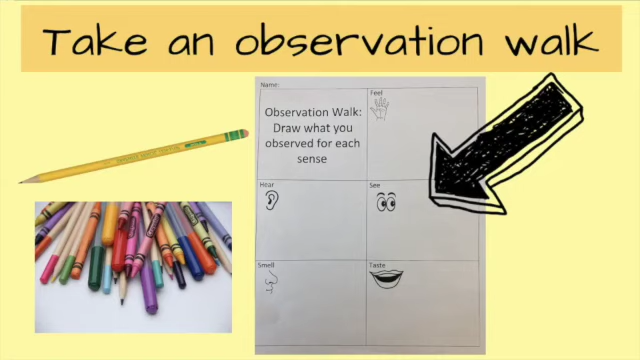 Take an observation walk
Name:
Observation Walk:
Draw what you
observed for each
sense
Feel
Hear
See
Smell
Taste